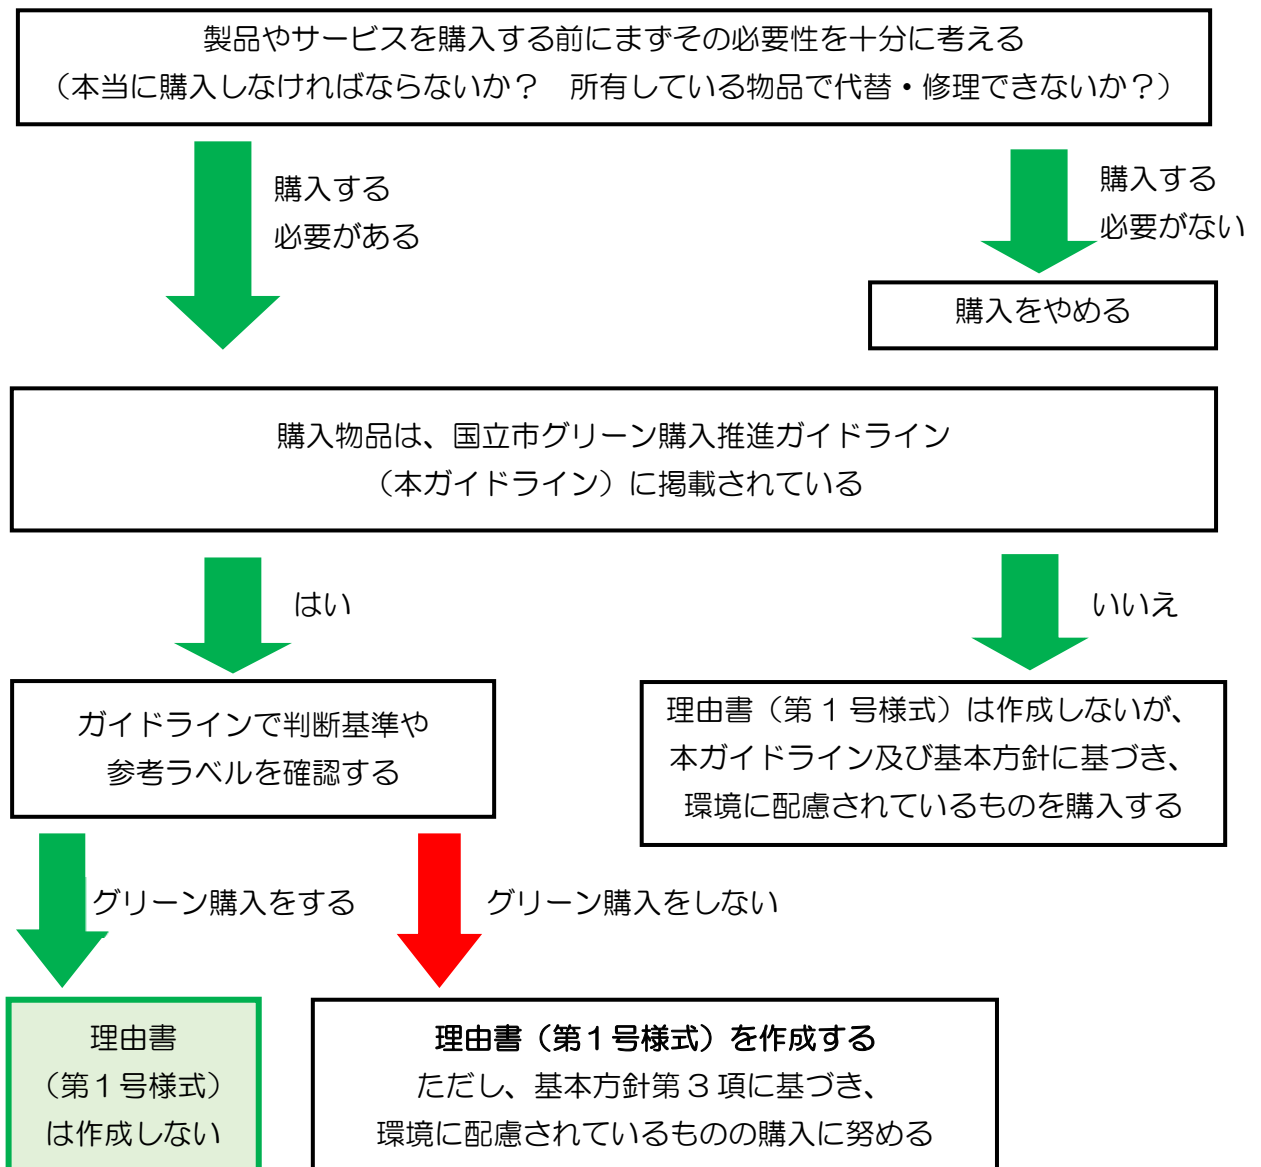 製品やサービスを購入する前にまずその必要性を十分に考える
（本当に購入しなければならないか？　所有している物品で代替・修理できないか？）
購入する
必要がある
購入する
必要がない
購入をやめる
購入物品は、国立市グリーン購入推進ガイドライン
（本ガイドライン）に掲載されている
はい
いいえ
ガイドラインで判断基準や
参考ラベルを確認する
理由書（第１号様式）は作成しないが、
本ガイドライン及び基本方針に基づき、
環境に配慮されているものを購入する
グリーン購入をする
グリーン購入をしない
理由書
（第１号様式）
は作成しない
理由書（第１号様式）を作成する
ただし、基本方針第３項に基づき、
環境に配慮されているものの購入に努める